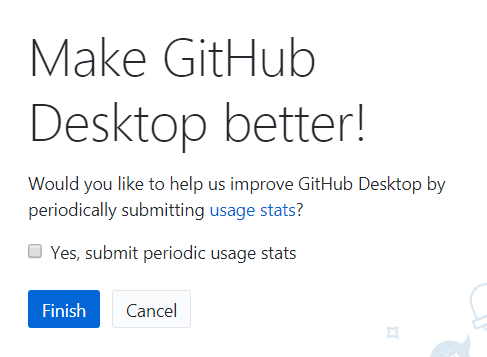 Make GitHub
Desktop better!
Would you like to help us improve GitHub Desktop by
periodically submitting usage stats?
Yes, submit periodic usage stats
Finish Cancel